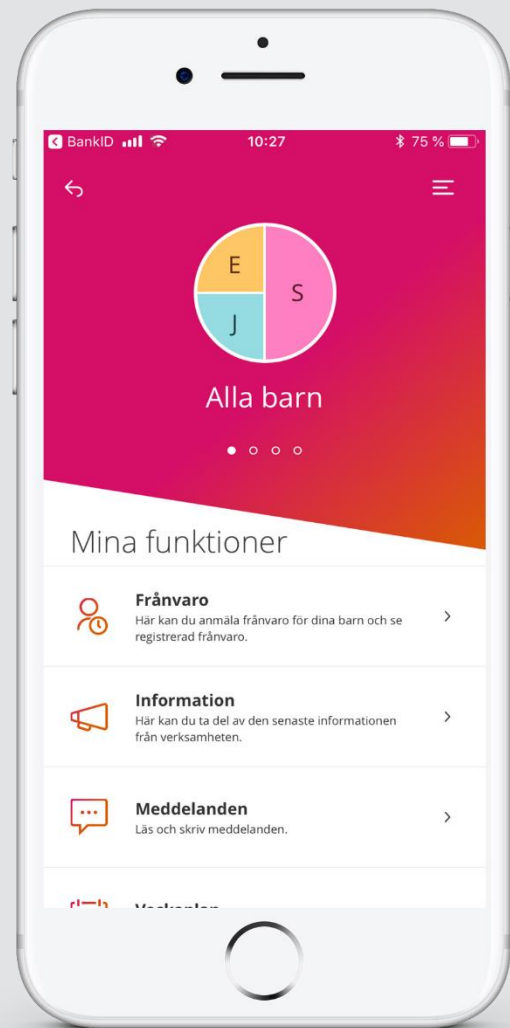 BankID 10:27 75 %
E
S
J
Alla barn
Mina funktioner
Frånvaro
Här kan du anmäla frånvaro för dina barn och se
registrerad frånvaro.
Information
Här kan du ta del av den senaste informationen
från verksamheten.
Meddelanden
Läs och skriv meddelanden.